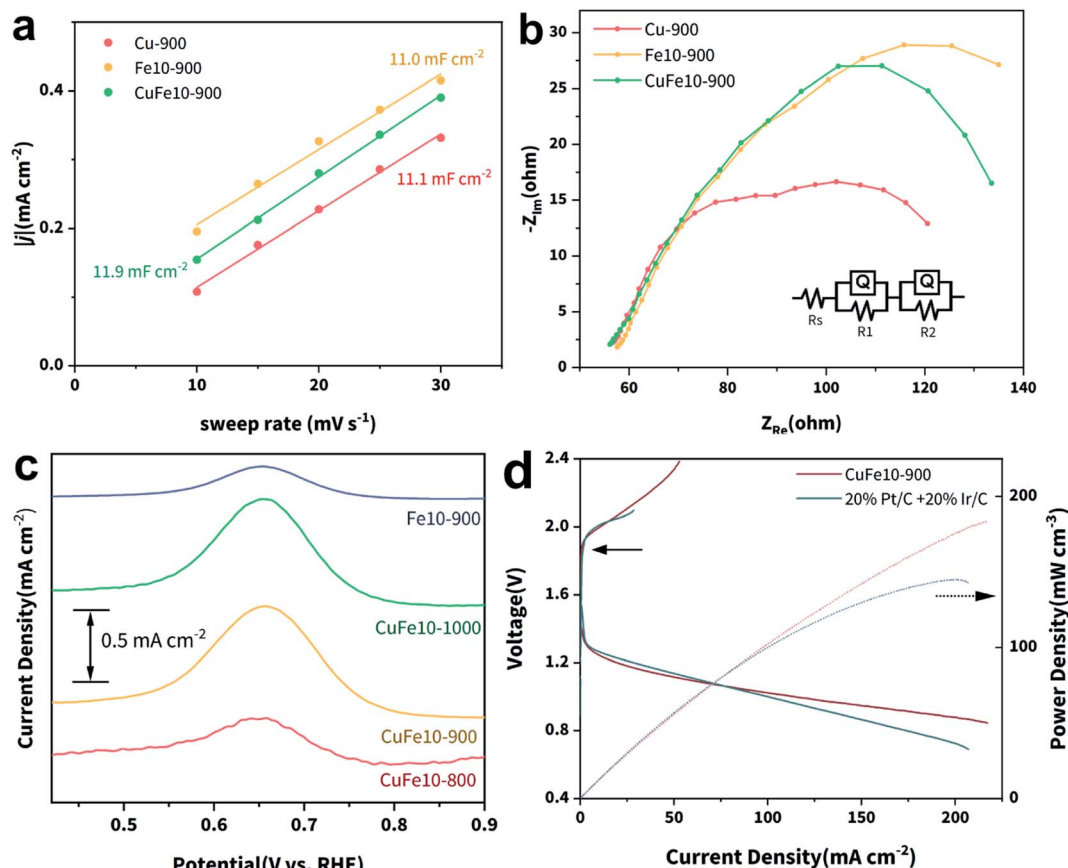 a
Cu-900
Fe10-900
CuFe10-900
11.0 mF cm⁻²
11.1 mF cm⁻²
11.9 mF cm⁻²
|j|(mA cm⁻²)
0.4
0.2
0.0
0 10 20 30
sweep rate (mV s⁻¹)
b
Cu-900
Fe10-900
CuFe10-900
-Z_Im(ohm)
30
25
20
15
10
5
0
60 80 100 120 140
Z_Re(ohm)
Q Q
Rs R1 R2
c
Fe10-900
CuFe10-1000
0.5 mA cm⁻²
CuFe10-900
CuFe10-800
Current Density(mA cm⁻²)
0.5 0.6 0.7 0.8 0.9
Potential(V vs. RHE)
d
CuFe10-900
20% Pt/C +20% Ir/C
Voltage(V)
2.4
2.0
1.6
1.2
0.8
0.4
0 50 100 150 200
Current Density(mA cm⁻²)
200
100
0
Power Density(mW cm⁻³)